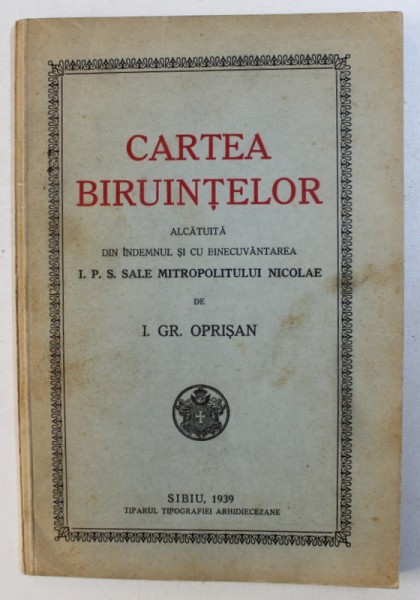 CARTEA
BIRUINȚELOR
ALCĂTUITĂ
DIN ÎNDEMNUL ȘI CU BINECUVÂNTAREA
I. P. S. SALE MITROPOLITULUI NICOLAE
DE
I. GR. OPRIȘAN
SIBIU, 1939
TIPARUL TIPOGRAFIEI ARHIDIECEZANE